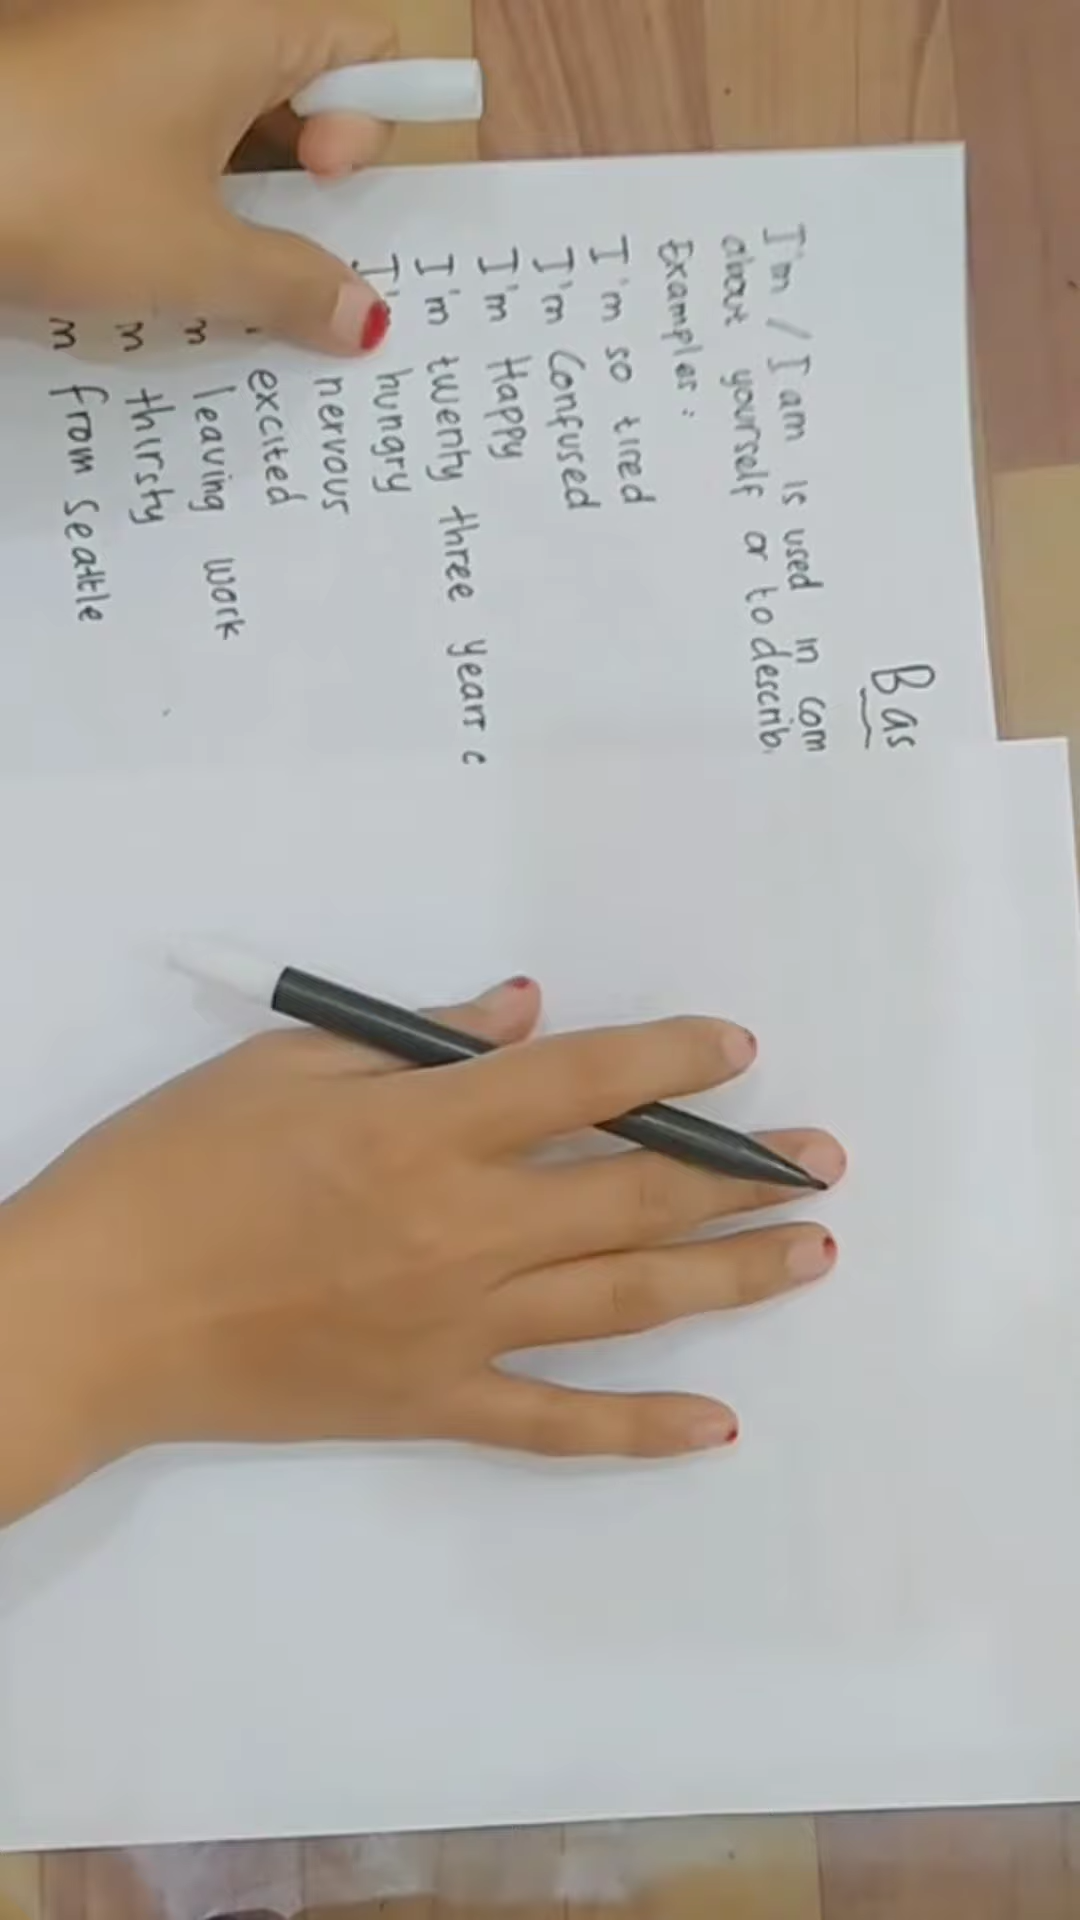 Bas
I'm / I am is used in com
about yourself or to describ
Examples:
I'm so tired
I'm Confused
I'm Happy
I'm twenty three years
I'm hungry
nervous
excited
m leaving work
m thirsty
m from Seattle